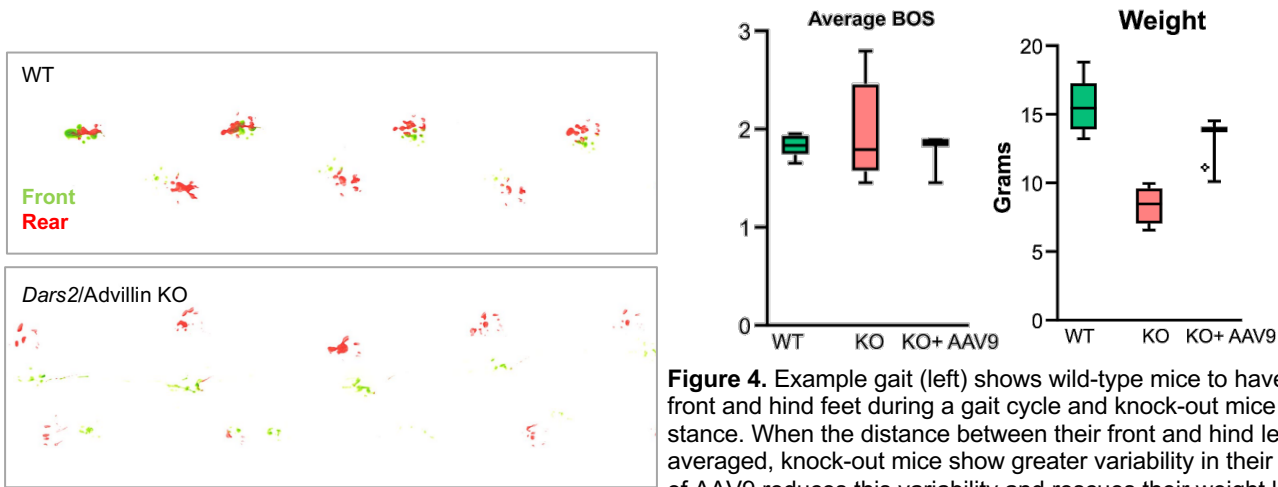 WT
Front
Rear
Dars2/Advillin KO
Average BOS
3
2
1
0
WT KO KO+ AAV9
Weight
Grams
20
15
10
5
0
WT KO KO+ AAV9
Figure 4. Example gait (left) shows wild-type mice to have
front and hind feet during a gait cycle and knock-out mice
stance. When the distance between their front and hind le
averaged, knock-out mice show greater variability in their
of AAV9 reduces this variability and rescues their weight l